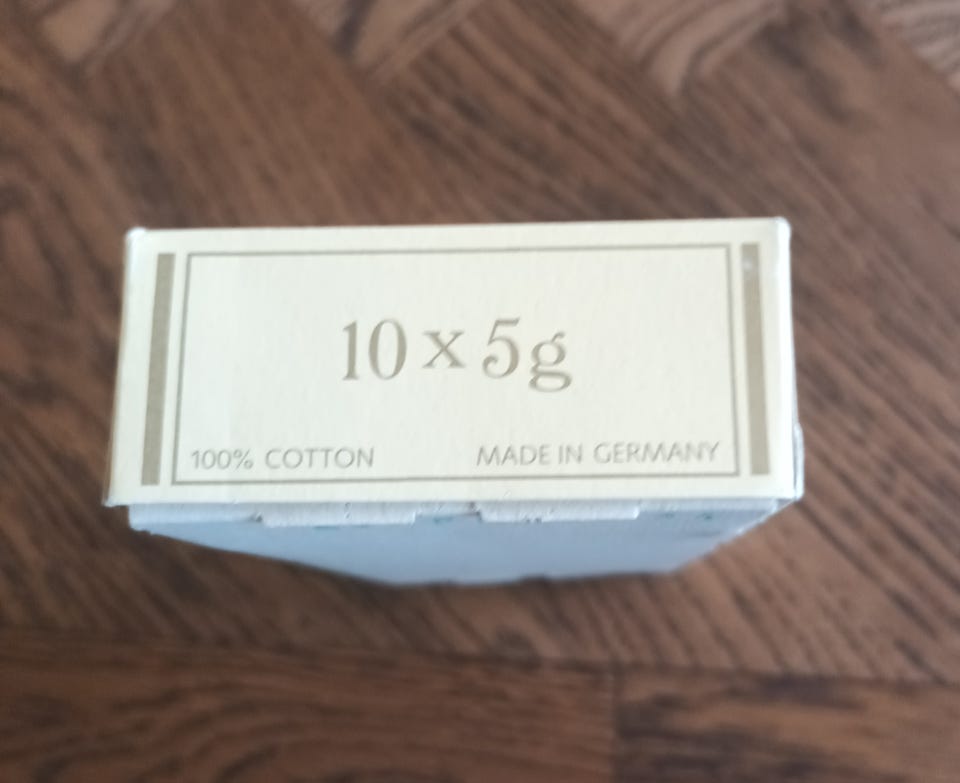 10 x 5g
100% COTTON MADE IN GERMANY